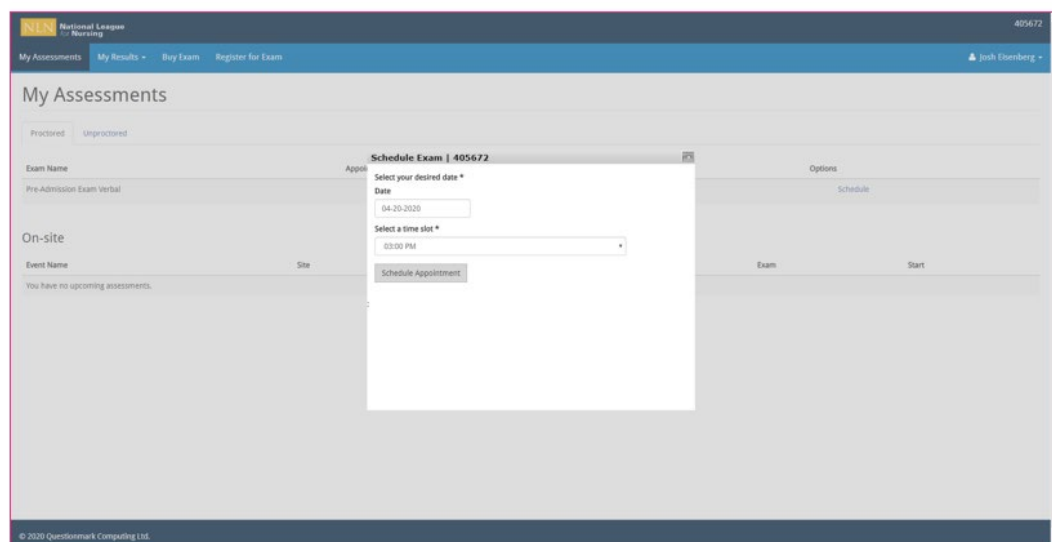 NLN National League for Nursing
405672
My Assessments My Results Buy Exam Register for Exam Josh Eisenberg
My Assessments
Proctored Unproctored
Schedule Exam | 405672
Exam Name Appoi Options
Pre-Admission Exam Verbal Schedule
Select your desired date *
Date
04-20-2020
Select a time slot *
03:00 PM
Schedule Appointment
On-site
Event Name Site Exam Start
You have no upcoming assessments.
© 2020 Questionmark Computing Ltd.